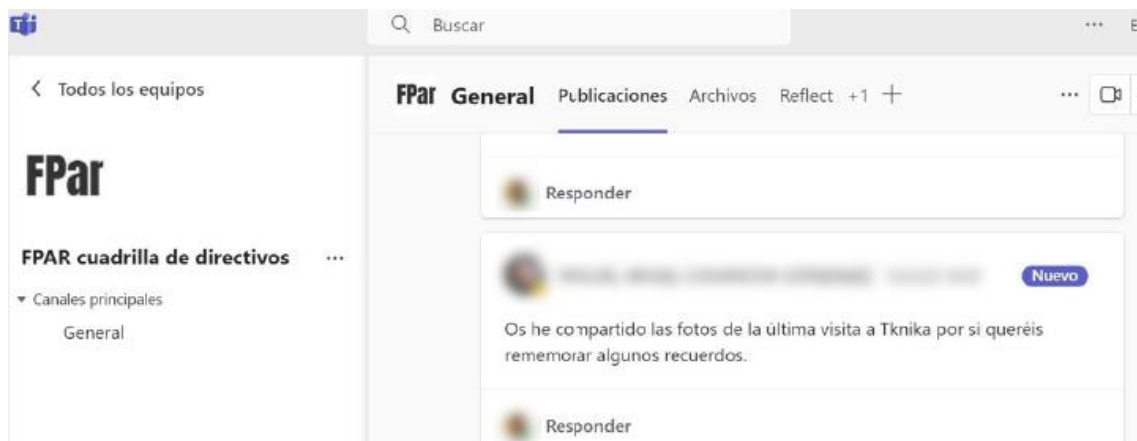 Buscar
Todos los equipos
FPar
FPAR cuadrilla de directivos
Canales principales
General
FPar General Publicaciones Archivos Reflect +1
Responder
Nuevo
Os he compartido las fotos de la última visita a Tknika por si queréis
rememorar algunos recuerdos.
Responder